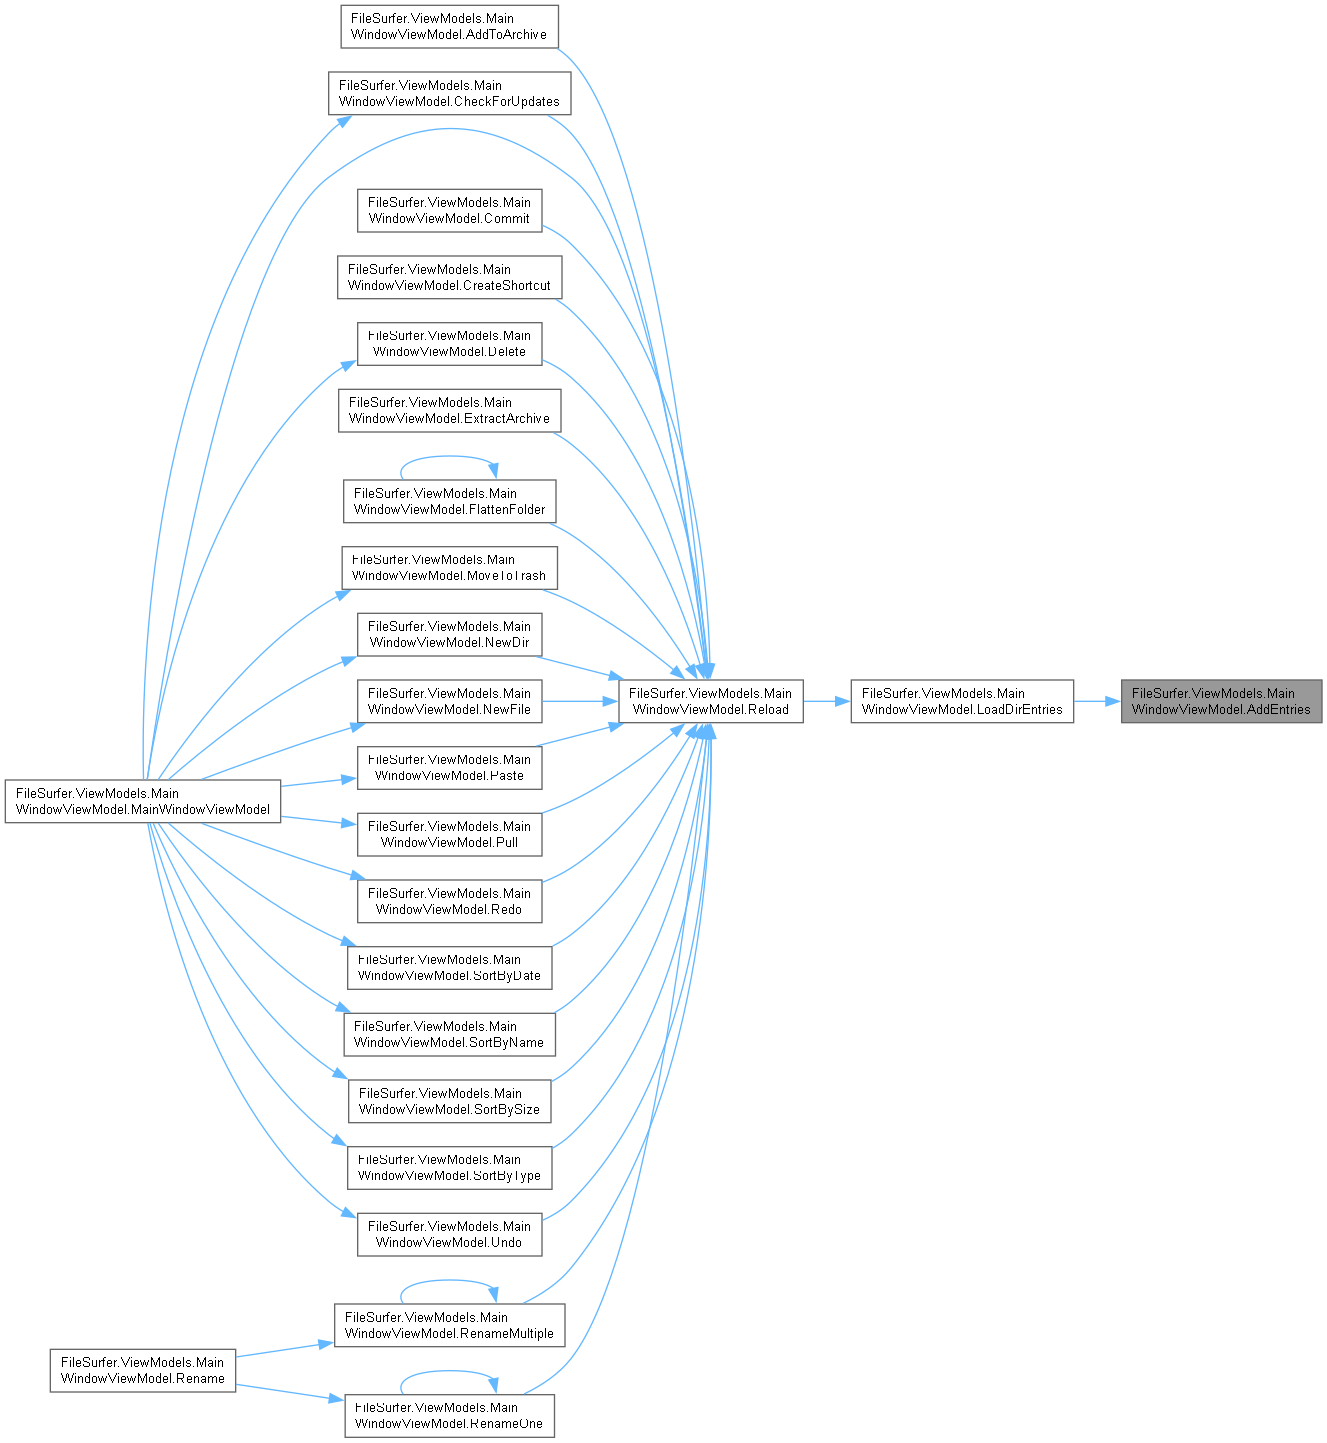 FileSurfer.ViewModels.Main
WindowViewModel.AddToArchive
FileSurfer.ViewModels.Main
WindowViewModel.CheckForUpdates
FileSurfer.ViewModels.Main
WindowViewModel.Commit
FileSurfer.ViewModels.Main
WindowViewModel.CreateShortcut
FileSurfer.ViewModels.Main
WindowViewModel.Delete
FileSurfer.ViewModels.Main
WindowViewModel.ExtractArchive
FileSurfer.ViewModels.Main
WindowViewModel.FlattenFolder
FileSurfer.ViewModels.Main
WindowViewModel.MoveToTrash
FileSurfer.ViewModels.Main
WindowViewModel.NewDir
FileSurfer.ViewModels.Main
WindowViewModel.NewFile
FileSurfer.ViewModels.Main
WindowViewModel.Reload
FileSurfer.ViewModels.Main
WindowViewModel.LoadDirEntries
FileSurfer.ViewModels.Main
WindowViewModel.AddEntries
FileSurfer.ViewModels.Main
WindowViewModel.Paste
FileSurfer.ViewModels.Main
WindowViewModel.MainWindowViewModel
FileSurfer.ViewModels.Main
WindowViewModel.Pull
FileSurfer.ViewModels.Main
WindowViewModel.Redo
FileSurfer.ViewModels.Main
WindowViewModel.SortByDate
FileSurfer.ViewModels.Main
WindowViewModel.SortByName
FileSurfer.ViewModels.Main
WindowViewModel.SortBySize
FileSurfer.ViewModels.Main
WindowViewModel.SortByType
FileSurfer.ViewModels.Main
WindowViewModel.Undo
FileSurfer.ViewModels.Main
WindowViewModel.RenameMultiple
FileSurfer.ViewModels.Main
WindowViewModel.Rename
FileSurfer.ViewModels.Main
WindowViewModel.RenameOne